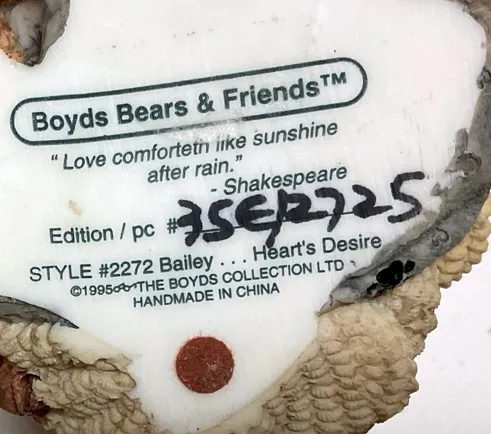 Boyds Bears & Friends™
“Love comforteth like sunshine
after rain.”
- Shakespeare
Edition / pc #35E/2725
STYLE #2272 Bailey . . . Heart's Desire
©1995 THE BOYDS COLLECTION LTD
HANDMADE IN CHINA